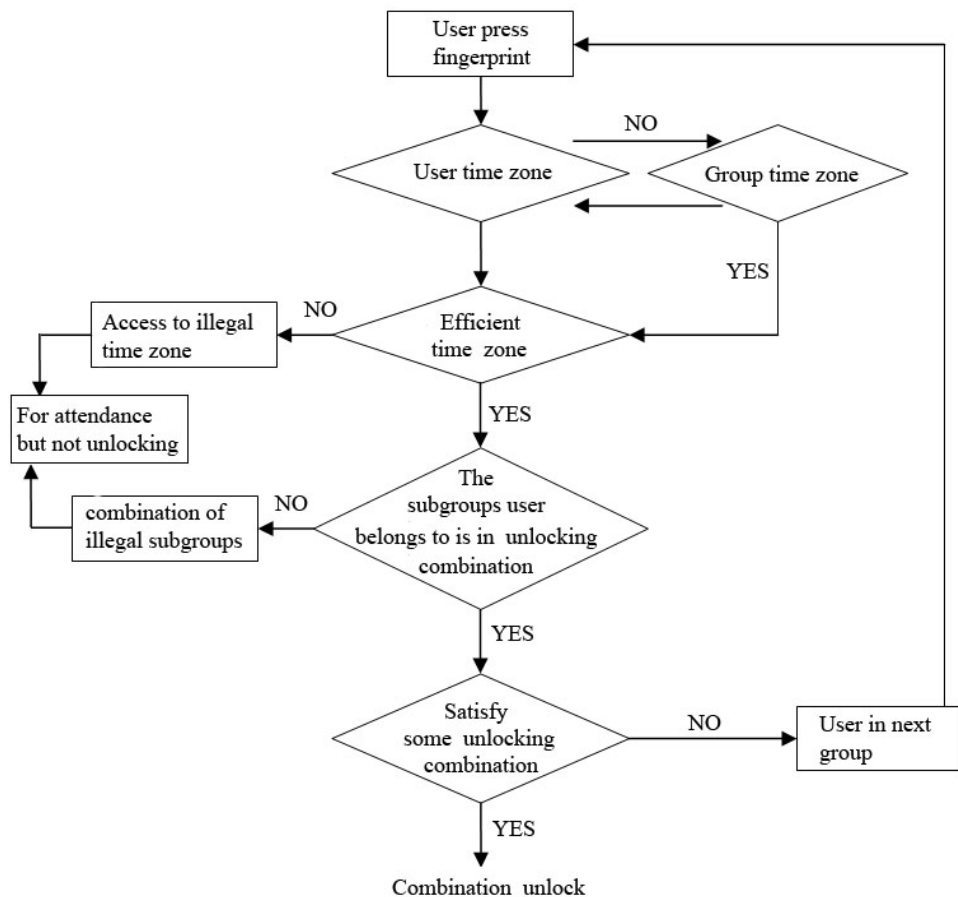 User press
fingerprint
NO
User time zone
Group time zone
YES
NO
Access to illegal
time zone
Efficient
time zone
For attendance
but not unlocking
YES
The
subgroups user
belongs to is in unlocking
combination
NO
combination of
illegal subgroups
YES
Satisfy
some unlocking
combination
NO
User in next
group
YES
Combination unlock